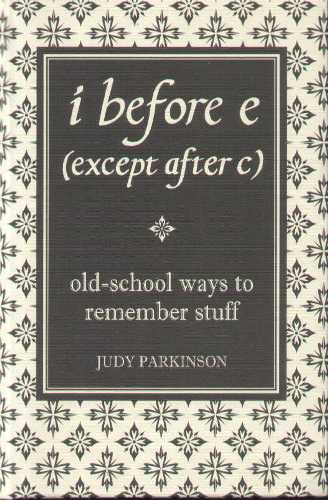 i before e
(except after c)
old-school ways to
remember stuff
JUDY PARKINSON